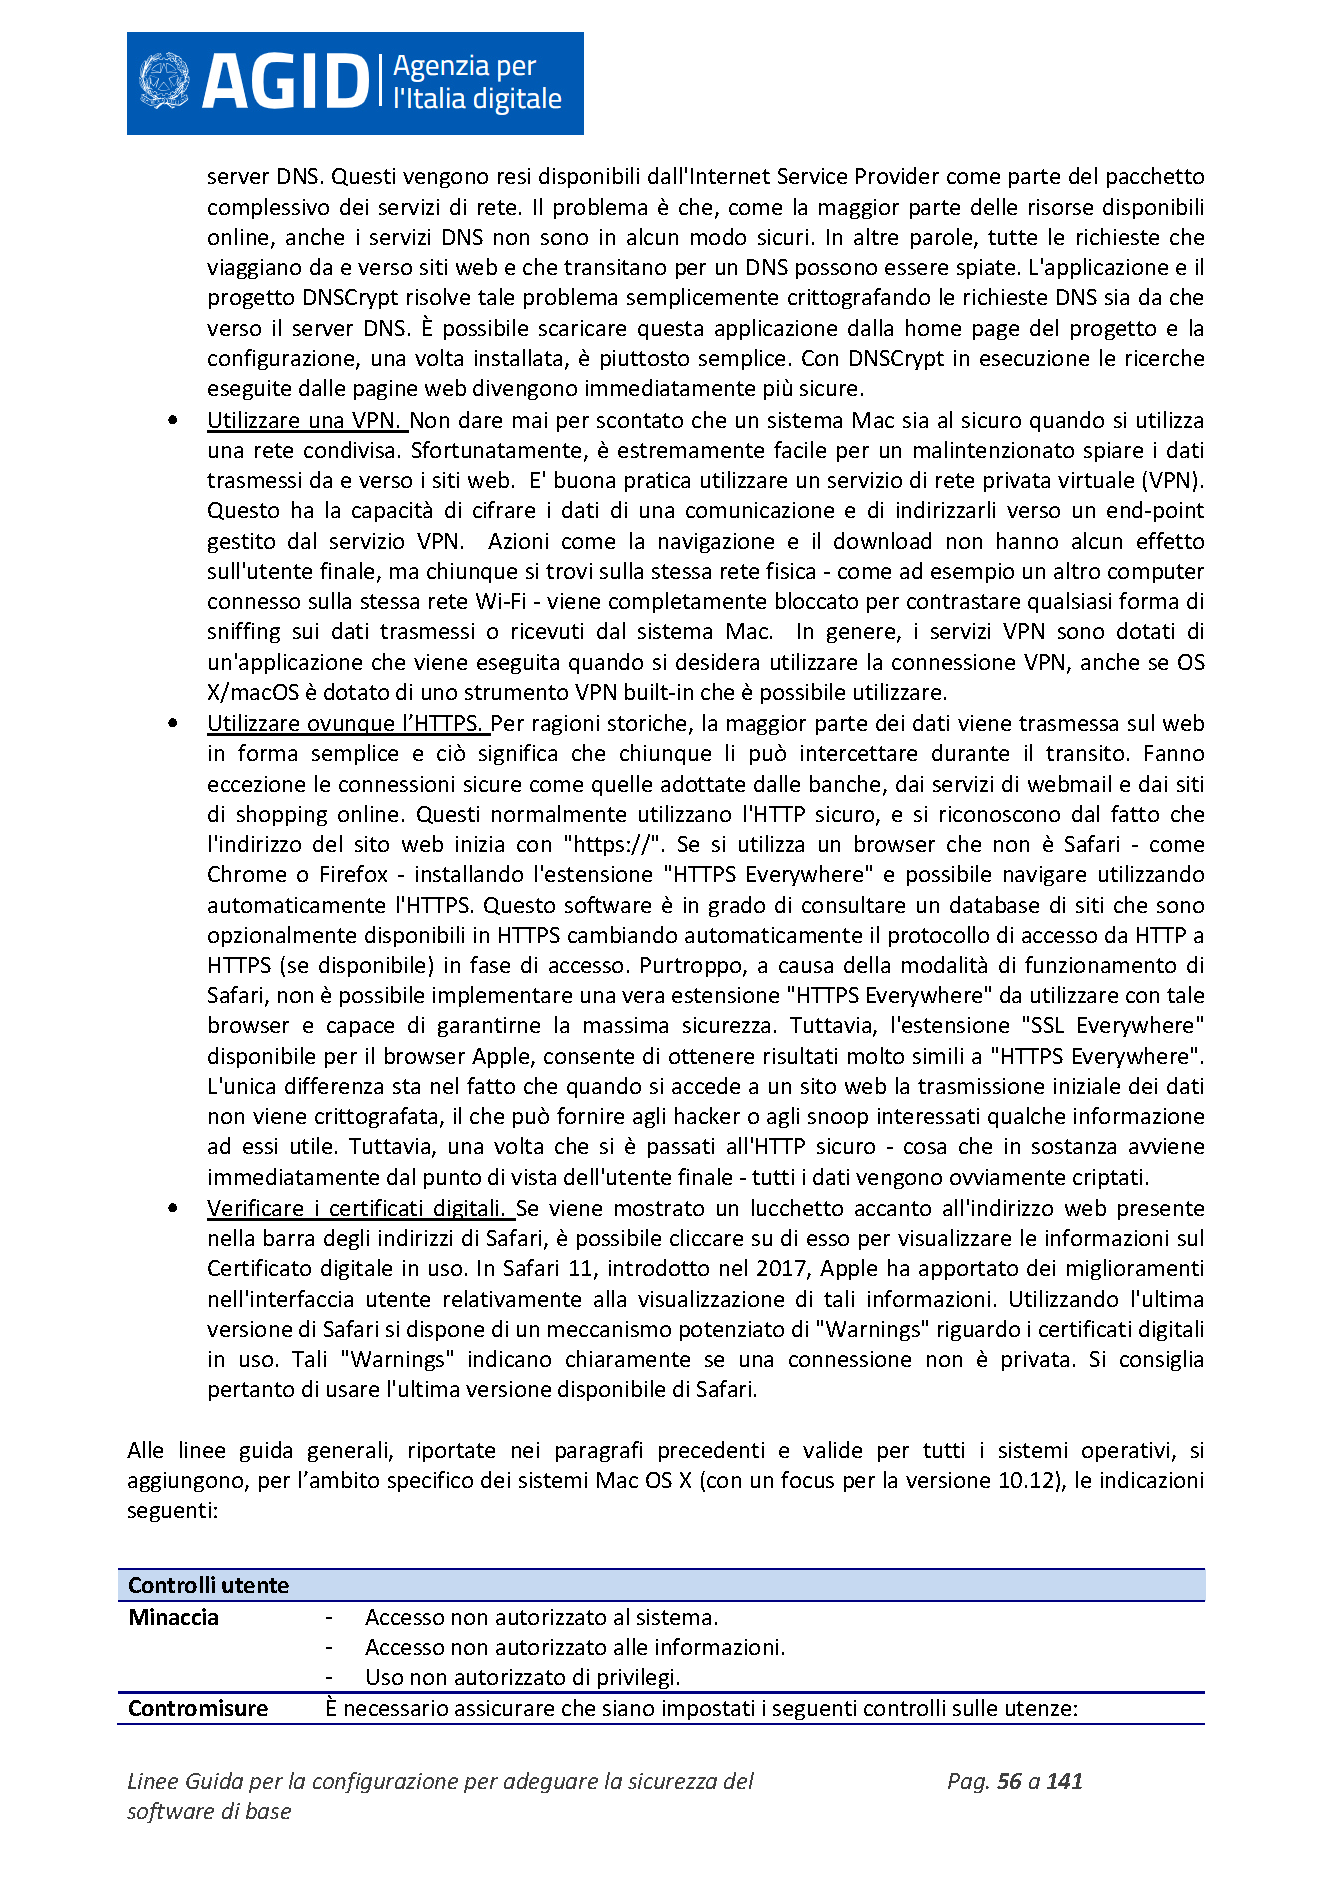 AGID Agenzia per
l'Italia digitale
server DNS. Questi vengono resi disponibili dall'Internet Service Provider come parte del pacchetto
complessivo dei servizi di rete. Il problema è che, come la maggior parte delle risorse disponibili
online, anche i servizi DNS non sono in alcun modo sicuri. In altre parole, tutte le richieste che
viaggiano da e verso siti web e che transitano per un DNS possono essere spiate. L'applicazione e il
progetto DNSCrypt risolve tale problema semplicemente crittografando le richieste DNS sia da che
verso il server DNS. È possibile scaricare questa applicazione dalla home page del progetto e la
configurazione, una volta installata, è piuttosto semplice. Con DNSCrypt in esecuzione le ricerche
eseguite dalle pagine web divengono immediatamente più sicure.
• Utilizzare una VPN. Non dare mai per scontato che un sistema Mac sia al sicuro quando si utilizza
una rete condivisa. Sfortunatamente, è estremamente facile per un malintenzionato spiare i dati
trasmessi da e verso i siti web.  E' buona pratica utilizzare un servizio di rete privata virtuale (VPN).
Questo ha la capacità di cifrare i dati di una comunicazione e di indirizzarli verso un end-point
gestito dal servizio VPN.  Azioni come la navigazione e il download non hanno alcun effetto
sull'utente finale, ma chiunque si trovi sulla stessa rete fisica - come ad esempio un altro computer
connesso sulla stessa rete Wi-Fi - viene completamente bloccato per contrastare qualsiasi forma di
sniffing sui dati trasmessi o ricevuti dal sistema Mac.  In genere, i servizi VPN sono dotati di
un'applicazione che viene eseguita quando si desidera utilizzare la connessione VPN, anche se OS
X/macOS è dotato di uno strumento VPN built-in che è possibile utilizzare.
• Utilizzare ovunque l’HTTPS. Per ragioni storiche, la maggior parte dei dati viene trasmessa sul web
in forma semplice e ciò significa che chiunque li può intercettare durante il transito. Fanno
eccezione le connessioni sicure come quelle adottate dalle banche, dai servizi di webmail e dai siti
di shopping online. Questi normalmente utilizzano l'HTTP sicuro, e si riconoscono dal fatto che
l'indirizzo del sito web inizia con "https://". Se si utilizza un browser che non è Safari - come
Chrome o Firefox - installando l'estensione "HTTPS Everywhere" e possibile navigare utilizzando
automaticamente l'HTTPS. Questo software è in grado di consultare un database di siti che sono
opzionalmente disponibili in HTTPS cambiando automaticamente il protocollo di accesso da HTTP a
HTTPS (se disponibile) in fase di accesso. Purtroppo, a causa della modalità di funzionamento di
Safari, non è possibile implementare una vera estensione "HTTPS Everywhere" da utilizzare con tale
browser e capace di garantirne la massima sicurezza. Tuttavia, l'estensione "SSL Everywhere"
disponibile per il browser Apple, consente di ottenere risultati molto simili a "HTTPS Everywhere".
L'unica differenza sta nel fatto che quando si accede a un sito web la trasmissione iniziale dei dati
non viene crittografata, il che può fornire agli hacker o agli snoop interessati qualche informazione
ad essi utile. Tuttavia, una volta che si è passati all'HTTP sicuro - cosa che in sostanza avviene
immediatamente dal punto di vista dell'utente finale - tutti i dati vengono ovviamente criptati.
• Verificare i certificati digitali. Se viene mostrato un lucchetto accanto all'indirizzo web presente
nella barra degli indirizzi di Safari, è possibile cliccare su di esso per visualizzare le informazioni sul
Certificato digitale in uso. In Safari 11, introdotto nel 2017, Apple ha apportato dei miglioramenti
nell'interfaccia utente relativamente alla visualizzazione di tali informazioni. Utilizzando l'ultima
versione di Safari si dispone di un meccanismo potenziato di "Warnings" riguardo i certificati digitali
in uso. Tali "Warnings" indicano chiaramente se una connessione non è privata. Si consiglia
pertanto di usare l'ultima versione disponibile di Safari.
Alle linee guida generali, riportate nei paragrafi precedenti e valide per tutti i sistemi operativi, si
aggiungono, per l’ambito specifico dei sistemi Mac OS X (con un focus per la versione 10.12), le indicazioni
seguenti:
Controlli utente
Minaccia - Accesso non autorizzato al sistema.
- Accesso non autorizzato alle informazioni.
- Uso non autorizzato di privilegi.
Contromisure È necessario assicurare che siano impostati i seguenti controlli sulle utenze:
Linee Guida per la configurazione per adeguare la sicurezza del Pag. 56 a 141
software di base